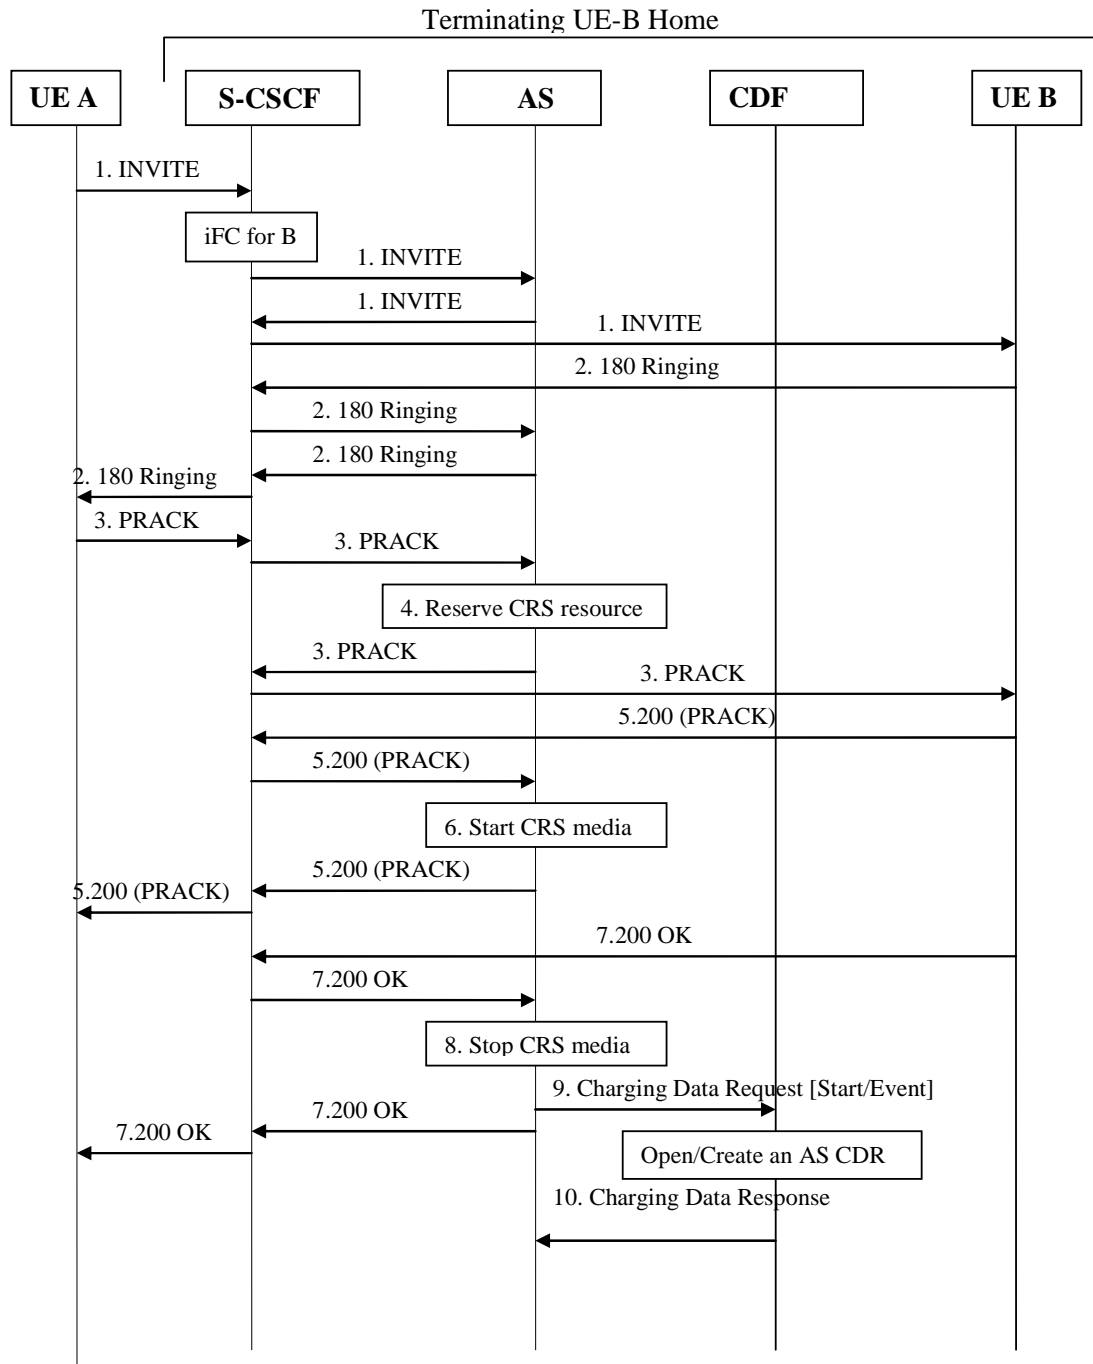 Terminating UE-B Home
UE A
S-CSCF
AS
CDF
UE B
1. INVITE
iFC for B
1. INVITE
1. INVITE
1. INVITE
2. 180 Ringing
2. 180 Ringing
2. 180 Ringing
2. 180 Ringing
3. PRACK
3. PRACK
4. Reserve CRS resource
3. PRACK
3. PRACK
5.200 (PRACK)
5.200 (PRACK)
6. Start CRS media
5.200 (PRACK)
5.200 (PRACK)
7.200 OK
7.200 OK
8. Stop CRS media
9. Charging Data Request [Start/Event]
7.200 OK
7.200 OK
Open/Create an AS CDR
10. Charging Data Response